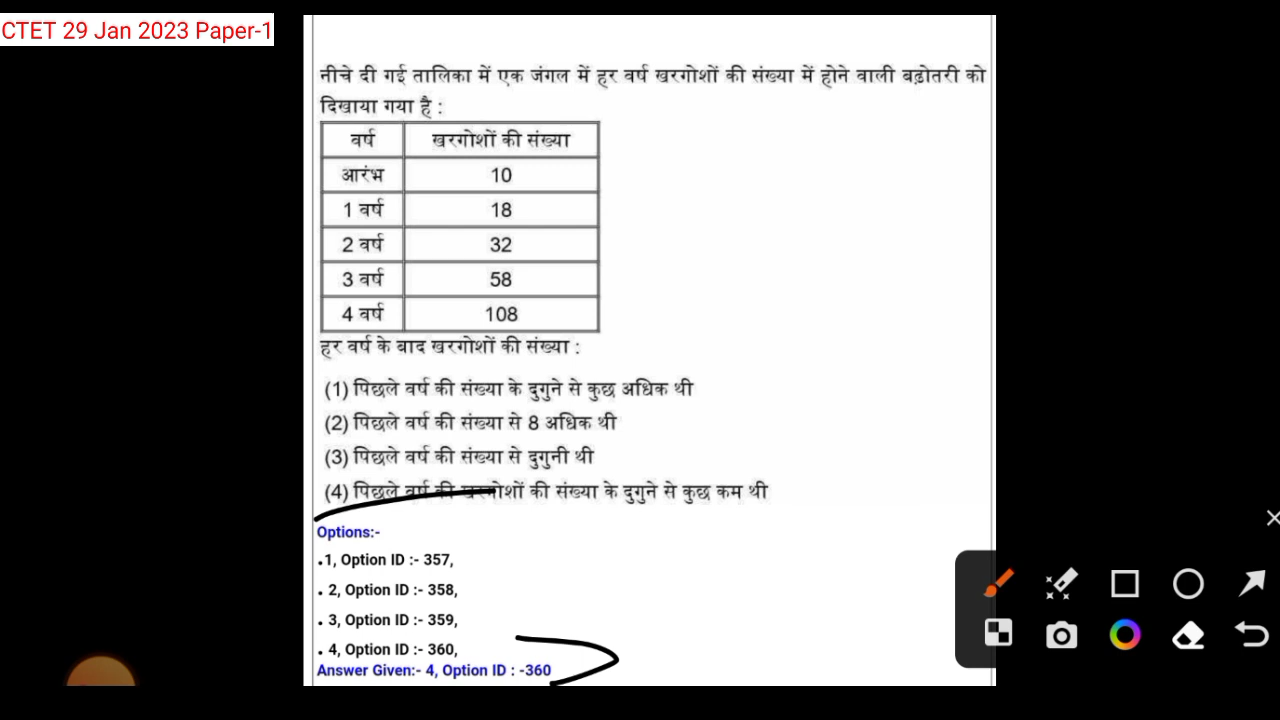 CTET 29 Jan 2023 Paper-1
नीचे दी गई तालिका में एक जंगल में हर वर्ष खरगोशों की संख्या में होने वाली बढ़ोतरी को
दिखाया गया है :
वर्ष खरगोशों की संख्या
आरंभ 10
1 वर्ष 18
2 वर्ष 32
3 वर्ष 58
4 वर्ष 108
हर वर्ष के बाद खरगोशों की संख्या :
(1) पिछले वर्ष की संख्या के दुगुने से कुछ अधिक थी
(2) पिछले वर्ष की संख्या से 8 अधिक थी
(3) पिछले वर्ष की संख्या से दुगुनी थी
(4) पिछले वर्ष की खरगोशों की संख्या के दुगुने से कुछ कम थी
Options:-
.1, Option ID :- 357,
. 2, Option ID :- 358,
. 3, Option ID :- 359,
. 4, Option ID :- 360,
Answer Given:- 4, Option ID : -360